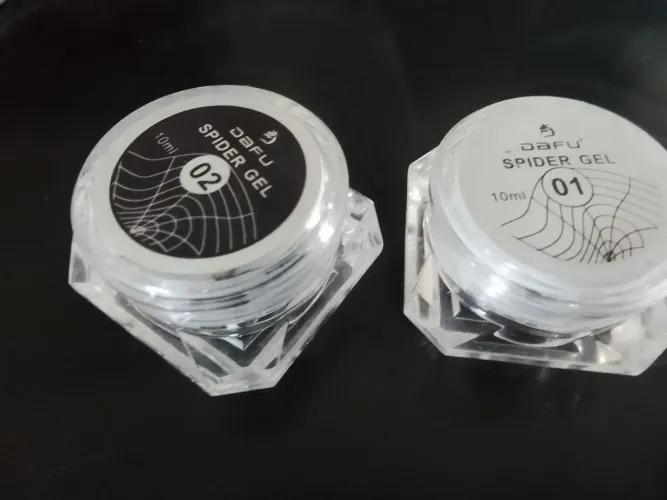 DAFU
SPIDER GEL
10ml
02
DAFU
SPIDER GEL
10ml
01